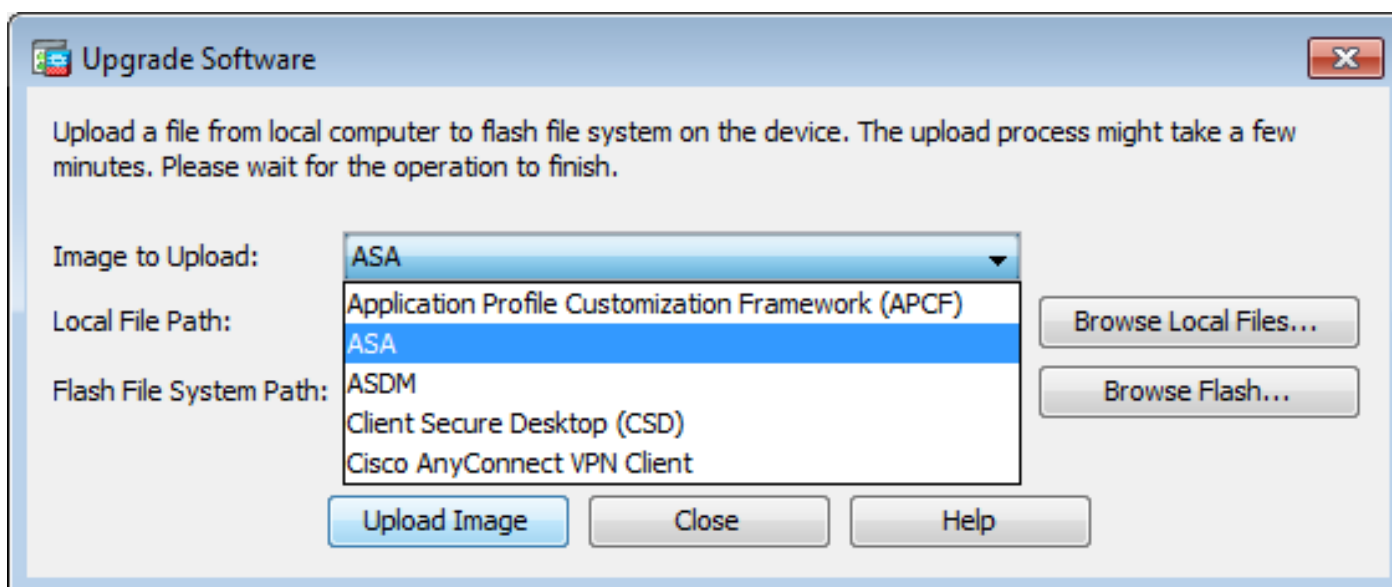 Upgrade Software
Upload a file from local computer to flash file system on the device. The upload process might take a few
minutes. Please wait for the operation to finish.
Image to Upload:
ASA
Application Profile Customization Framework (APCF)
Local File Path:
Browse Local Files...
ASA
ASDM
Flash File System Path:
Browse Flash...
Client Secure Desktop (CSD)
Cisco AnyConnect VPN Client
Upload Image
Close
Help